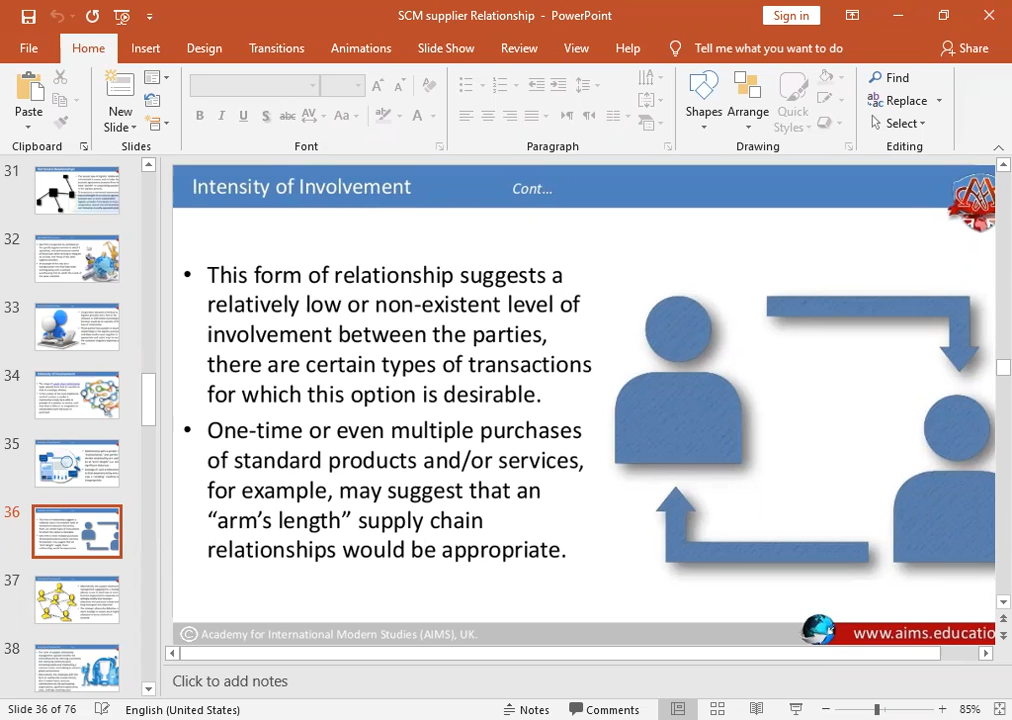 SCM supplier Relationship - PowerPoint
Sign in
File Home Insert Design Transitions Animations Slide Show Review View Help Tell me what you want to do Share
Paste
New Slide
Aa
Shapes Arrange Quick Styles
Find
Replace
Select
Clipboard Slides Font Paragraph Drawing Editing
31
32
33
34
35
36
37
38
Intensity of Involvement Cont...
• This form of relationship suggests a
relatively low or non-existent level of
involvement between the parties,
there are certain types of transactions
for which this option is desirable.
• One-time or even multiple purchases
of standard products and/or services,
for example, may suggest that an
“arm’s length” supply chain
relationships would be appropriate.
© Academy for International Modern Studies (AIMS), UK.
www.aims.educatio
Click to add notes
Slide 36 of 76 English (United States) Notes Comments 85%